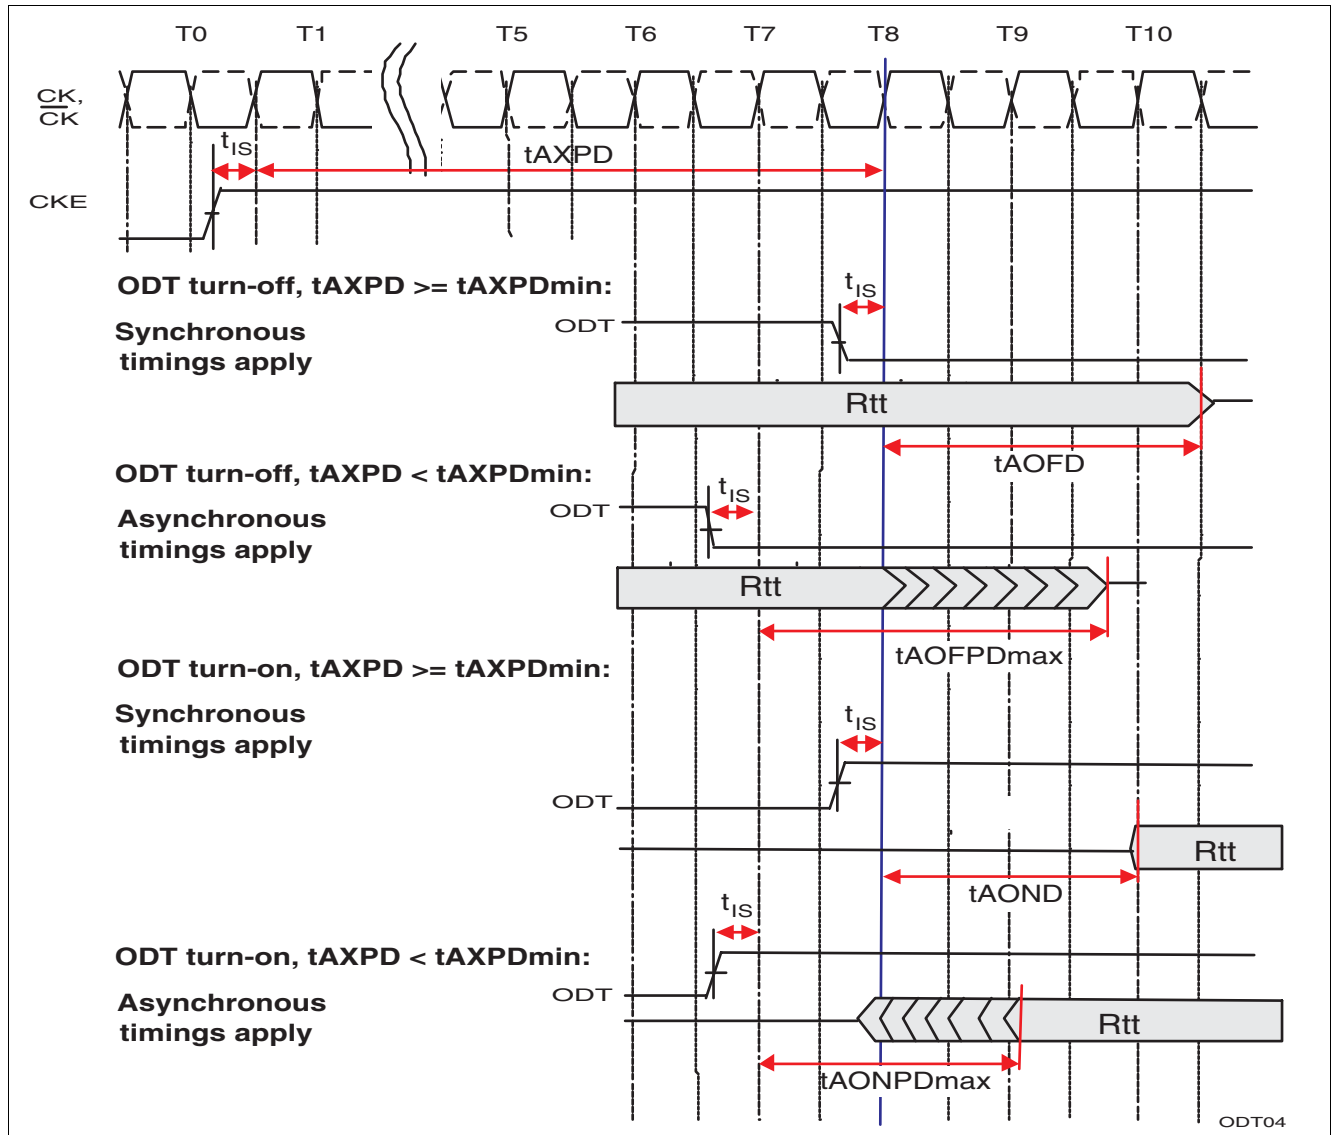 T0 T1 T5 T6 T7 T8 T9 T10
CK,
CK
tIS
tAXPD
CKE
ODT turn-off, tAXPD >= tAXPDmin:
tIS
Synchronous
timings apply
ODT
Rtt
tAOFD
ODT turn-off, tAXPD < tAXPDmin:
tIS
Asynchronous
timings apply
ODT
Rtt
tAOFPDmax
ODT turn-on, tAXPD >= tAXPDmin:
Synchronous
timings apply
tIS
ODT
Rtt
tAOND
tIS
ODT turn-on, tAXPD < tAXPDmin:
Asynchronous
timings apply
ODT
Rtt
tAONPDmax
ODT04